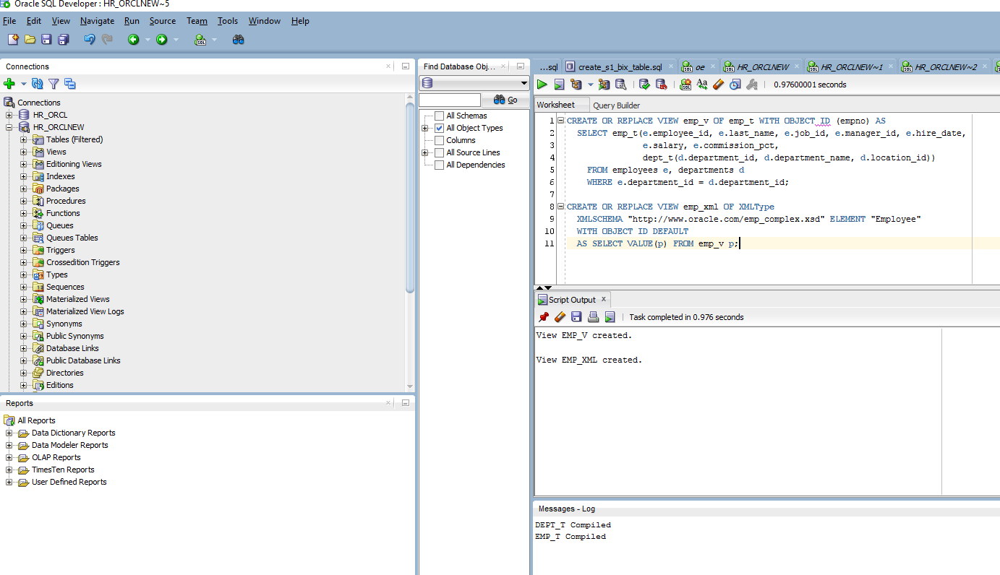 Oracle SQL Developer : HR_ORCLNEW~5
File Edit View Navigate Run Source Team Tools Window Help
Connections
Connections
HR_ORCL
HR_ORCLNEW
Tables (Filtered)
Views
Editioning Views
Indexes
Packages
Procedures
Functions
Queues
Queues Tables
Triggers
Crossedition Triggers
Types
Sequences
Materialized Views
Materialized View Logs
Synonyms
Public Synonyms
Database Links
Public Database Links
Directories
Editions
Reports
All Reports
Data Dictionary Reports
Data Modeler Reports
OLAP Reports
TimesTen Reports
User Defined Reports
Find Database Obj...
Go
All Schemas
All Object Types
Columns
All Source Lines
All Dependencies
...sql create_s1_bix_table.sql oe HR_ORCLNEW HR_ORCLNEW~1 HR_ORCLNEW~2
0.97600001 seconds
Worksheet Query Builder
1 CREATE OR REPLACE VIEW emp_v OF emp_t WITH OBJECT ID (empno) AS
2 SELECT emp_t(e.employee_id, e.last_name, e.job_id, e.manager_id, e.hire_date,
3 e.salary, e.commission_pct,
4 dept_t(d.department_id, d.department_name, d.location_id))
5 FROM employees e, departments d
6 WHERE e.department_id = d.department_id;
7
8 CREATE OR REPLACE VIEW emp_xml OF XMLType
9 XMLSCHEMA "http://www.oracle.com/emp_complex.xsd" ELEMENT "Employee"
10 WITH OBJECT ID DEFAULT
11 AS SELECT VALUE(p) FROM emp_v p;
Script Output
Task completed in 0.976 seconds
View EMP_V created.
View EMP_XML created.
Messages - Log
DEPT_T Compiled
EMP_T Compiled